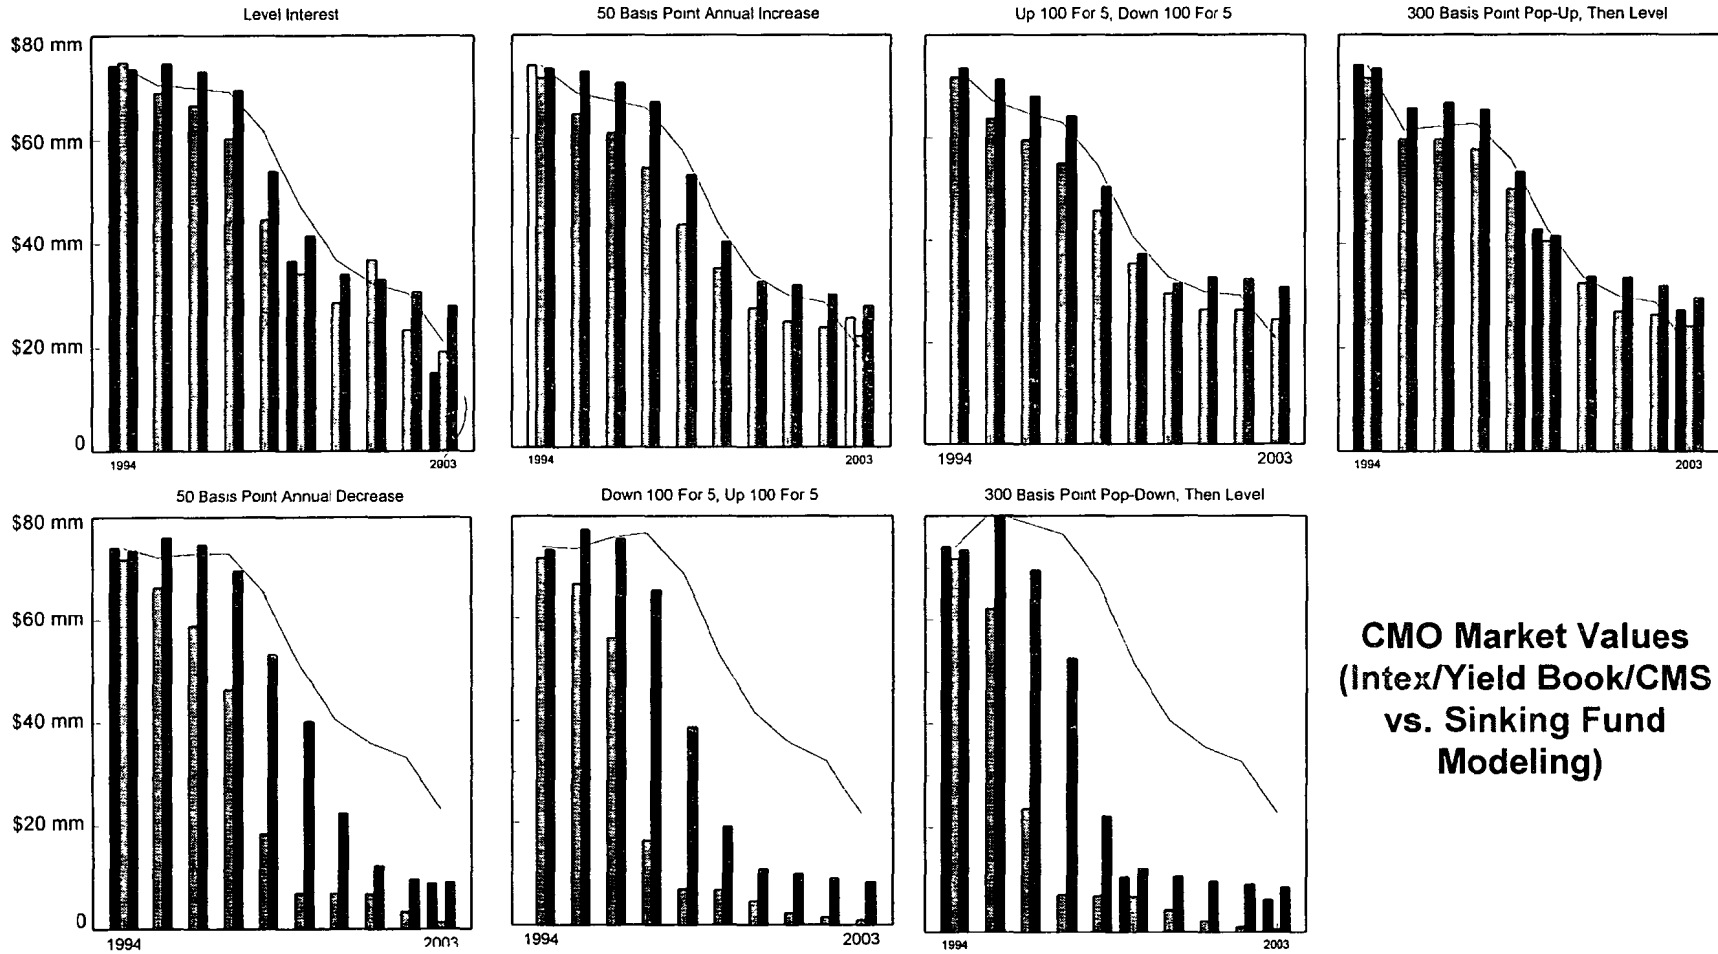 Level Interest
50 Basis Point Annual Increase
Up 100 For 5, Down 100 For 5
300 Basis Point Pop-Up, Then Level
$80 mm
$60 mm
$40 mm
$20 mm
0
1994
2003
1994
2003
1994
2003
1994
2003
50 Basis Point Annual Decrease
Down 100 For 5, Up 100 For 5
300 Basis Point Pop-Down, Then Level
$80 mm
$60 mm
$40 mm
$20 mm
0
1994
2003
1994
2003
1994
2003
CMO Market Values
(Intex/Yield Book/CMS
vs. Sinking Fund
Modeling)